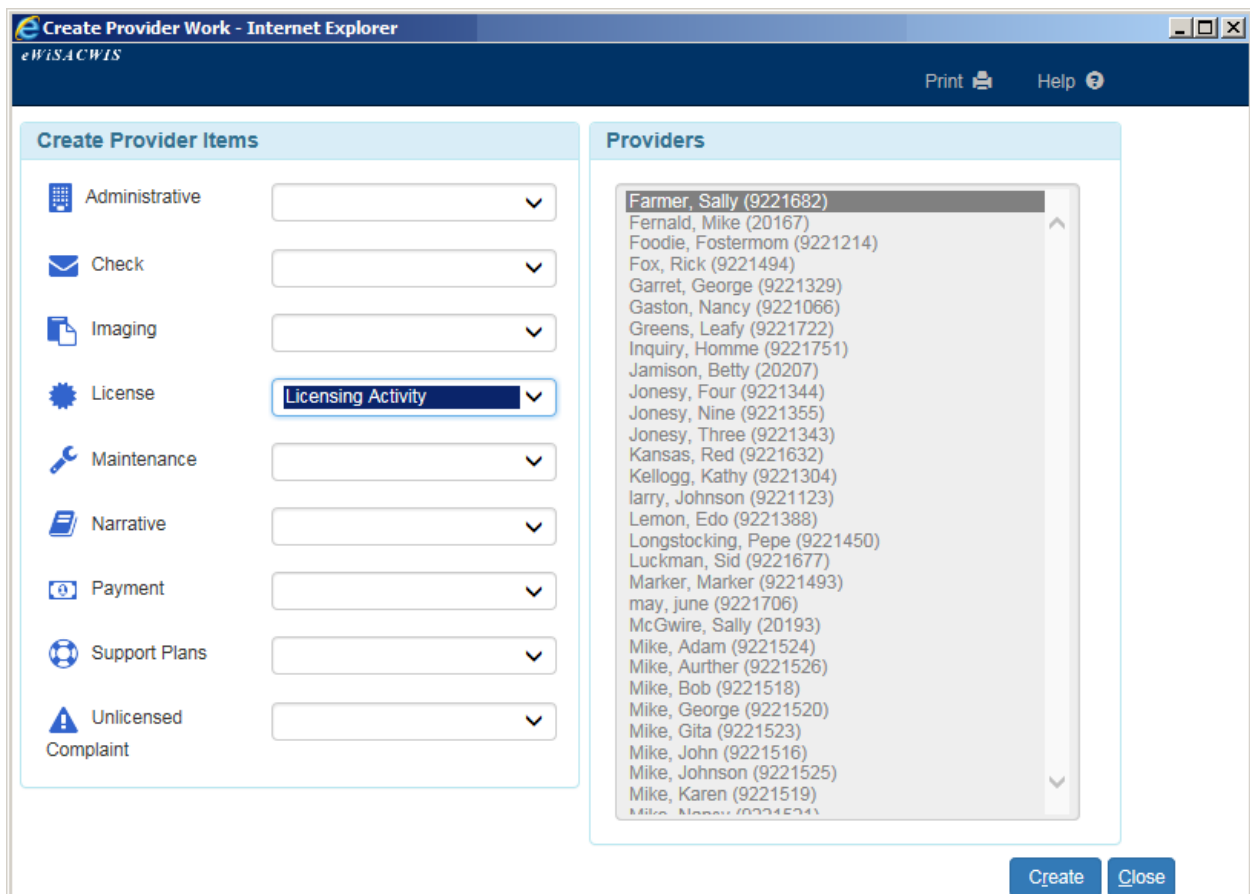 Create Provider Work - Internet Explorer
eWiSACWIS
Print
Help
Create Provider Items
Administrative
Check
Imaging
License
Licensing Activity
Maintenance
Narrative
Payment
Support Plans
Unlicensed
Complaint
Providers
Farmer, Sally (9221682)
Fernald, Mike (20167)
Foodie, Fostermom (9221214)
Fox, Rick (9221494)
Garret, George (9221329)
Gaston, Nancy (9221066)
Greens, Leafy (9221722)
Inquiry, Homme (9221751)
Jamison, Betty (20207)
Jonesy, Four (9221344)
Jonesy, Nine (9221355)
Jonesy, Three (9221343)
Kansas, Red (9221632)
Kellogg, Kathy (9221304)
larry, Johnson (9221123)
Lemon, Edo (9221388)
Longstocking, Pepe (9221450)
Luckman, Sid (9221677)
Marker, Marker (9221493)
may, june (9221706)
McGwire, Sally (20193)
Mike, Adam (9221524)
Mike, Aurther (9221526)
Mike, Bob (9221518)
Mike, George (9221520)
Mike, Gita (9221523)
Mike, John (9221516)
Mike, Johnson (9221525)
Mike, Karen (9221519)
Mike, Nancy (9221521)
Create
Close